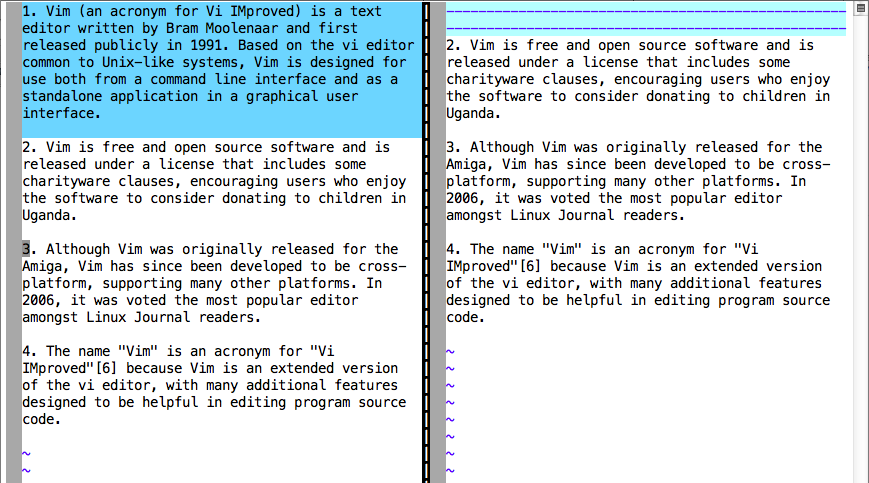 1. Vim (an acronym for Vi IMproved) is a text
editor written by Bram Moolenaar and first
released publicly in 1991. Based on the vi editor
common to Unix-like systems, Vim is designed for
use both from a command line interface and as a
standalone application in a graphical user
interface.
2. Vim is free and open source software and is
released under a license that includes some
charityware clauses, encouraging users who enjoy
the software to consider donating to children in
Uganda.
3. Although Vim was originally released for the
Amiga, Vim has since been developed to be cross-
platform, supporting many other platforms. In
2006, it was voted the most popular editor
amongst Linux Journal readers.
4. The name "Vim" is an acronym for "Vi
IMproved"[6] because Vim is an extended version
of the vi editor, with many additional features
designed to be helpful in editing program source
code.
~
~
--------------------------------------------------
--------------------------------------------------
2. Vim is free and open source software and is
released under a license that includes some
charityware clauses, encouraging users who enjoy
the software to consider donating to children in
Uganda.
3. Although Vim was originally released for the
Amiga, Vim has since been developed to be cross-
platform, supporting many other platforms. In
2006, it was voted the most popular editor
amongst Linux Journal readers.
4. The name "Vim" is an acronym for "Vi
IMproved"[6] because Vim is an extended version
of the vi editor, with many additional features
designed to be helpful in editing program source
code.
~
~
~
~
~
~
~
~